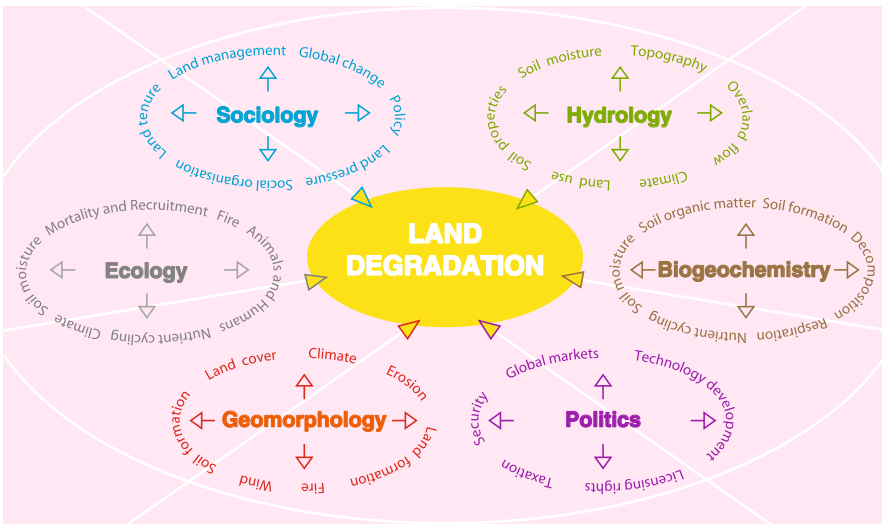 Land management
Global change
Policy
Land pressure
Social organisation
Land tenure
Sociology
Soil moisture
Topography
Overland flow
Climate
Land use
Soil properties
Hydrology
LAND
DEGRADATION
Mortality and Recruitment
Fire
Animals and Humans
Nutrient cycling
Climate
Soil moisture
Ecology
Soil organic matter
Soil formation
Decomposition
Respiration
Nutrient cycling
Soil moisture
Biogeochemistry
Land cover
Climate
Erosion
Land formation
Fire
Wind
Soil formation
Geomorphology
Global markets
Technology development
Licensing rights
Taxation
Security
Politics